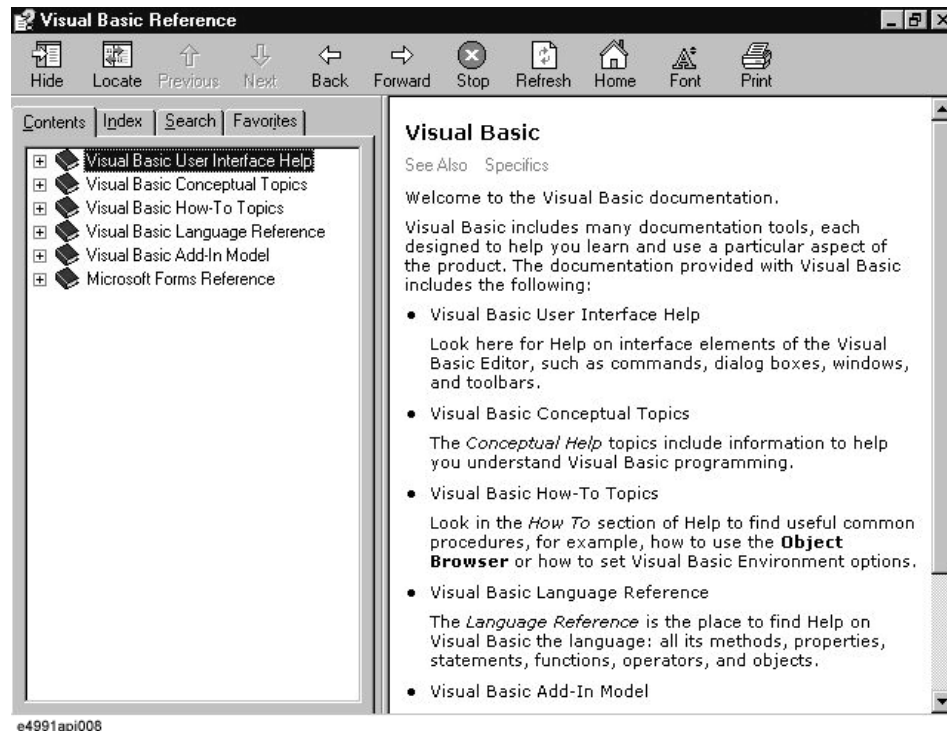 Visual Basic Reference
Hide Locate Previous Next Back Forward Stop Refresh Home Font Print
Contents Index Search Favorites
Visual Basic User Interface Help
Visual Basic Conceptual Topics
Visual Basic How-To Topics
Visual Basic Language Reference
Visual Basic Add-In Model
Microsoft Forms Reference
Visual Basic
See Also Specifics
Welcome to the Visual Basic documentation.
Visual Basic includes many documentation tools, each
designed to help you learn and use a particular aspect of
the product. The documentation provided with Visual Basic
includes the following:
• Visual Basic User Interface Help
Look here for Help on interface elements of the Visual
Basic Editor, such as commands, dialog boxes, windows,
and toolbars.
• Visual Basic Conceptual Topics
The Conceptual Help topics include information to help
you understand Visual Basic programming.
• Visual Basic How-To Topics
Look in the How To section of Help to find useful common
procedures, for example, how to use the Object
Browser or how to set Visual Basic Environment options.
• Visual Basic Language Reference
The Language Reference is the place to find Help on
Visual Basic the language: all its methods, properties,
statements, functions, operators, and objects.
• Visual Basic Add-In Model
e4991apj008